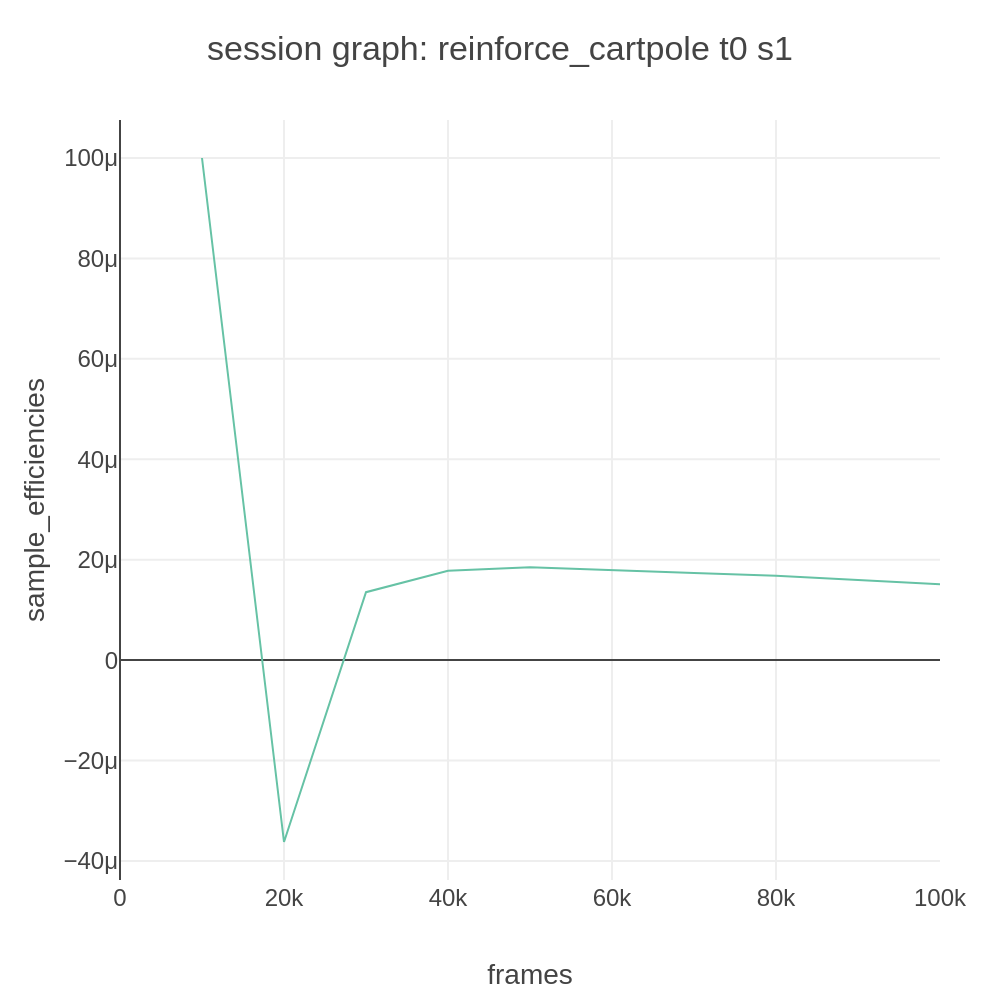 session graph: reinforce_cartpole t0 s1
100μ
80μ
60μ
40μ
20μ
0
−20μ
−40μ
sample_efficiencies
0 20k 40k 60k 80k 100k
frames